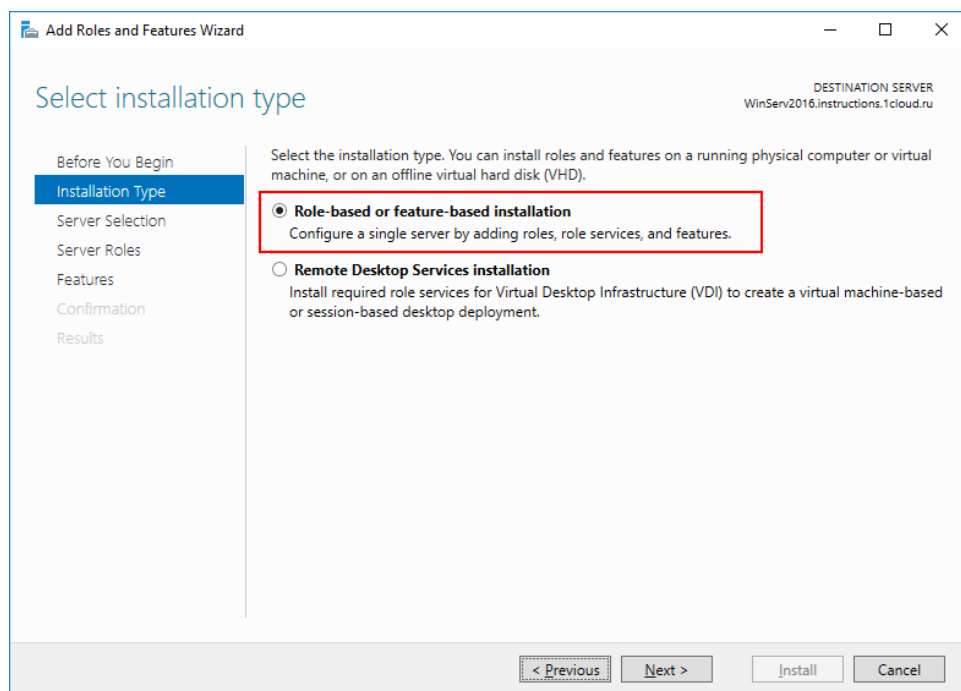 Add Roles and Features Wizard
Select installation type
DESTINATION SERVER
WinServ2016.instructions.1cloud.ru
Before You Begin
Installation Type
Server Selection
Server Roles
Features
Confirmation
Results
Select the installation type. You can install roles and features on a running physical computer or virtual
machine, or on an offline virtual hard disk (VHD).
Role-based or feature-based installation
Configure a single server by adding roles, role services, and features.
Remote Desktop Services installation
Install required role services for Virtual Desktop Infrastructure (VDI) to create a virtual machine-based
or session-based desktop deployment.
< Previous
Next >
Install
Cancel